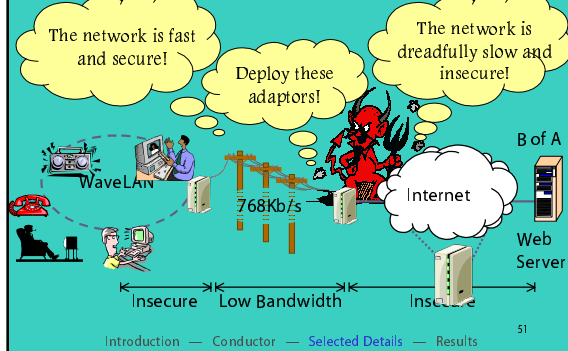 The network is fast
and secure!
Deploy these
adaptors!
The network is
dreadfully slow and
insecure!
WaveLAN
768Kb/s
Internet
B of A
Web
Server
Insecure
Low Bandwidth
Insecure
51
Introduction — Conductor — Selected Details — Results